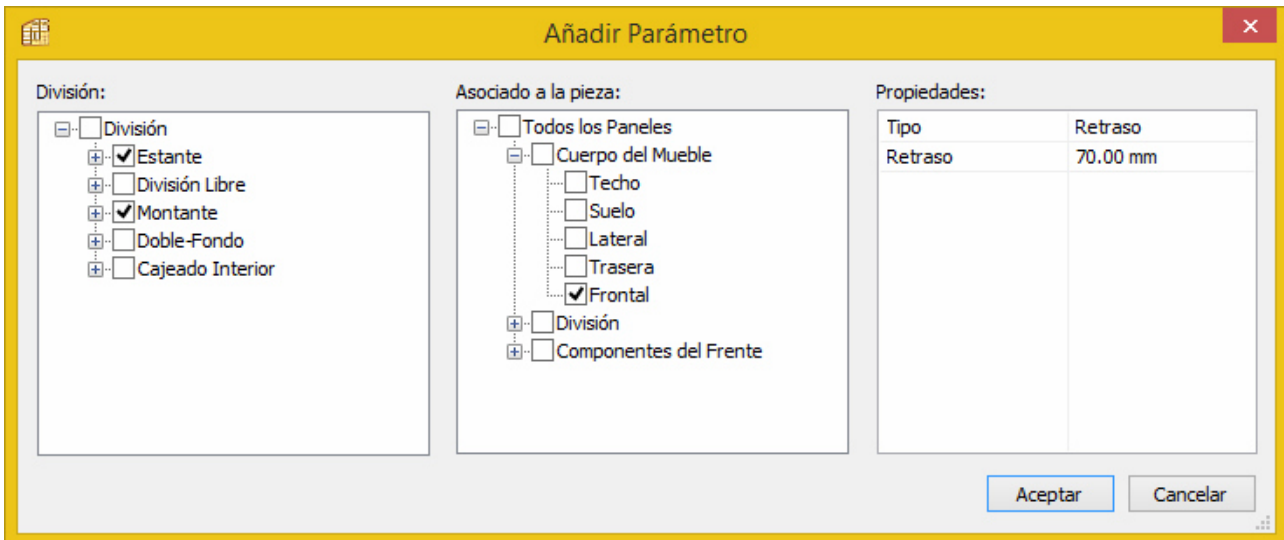 Añadir Parámetro
División:
División
Estante
División Libre
Montante
Doble-Fondo
Cajeado Interior
Asociado a la pieza:
Todos los Paneles
Cuerpo del Mueble
Techo
Suelo
Lateral
Trasera
Frontal
División
Componentes del Frente
Propiedades:
Tipo Retraso
Retraso 70.00 mm
Aceptar Cancelar